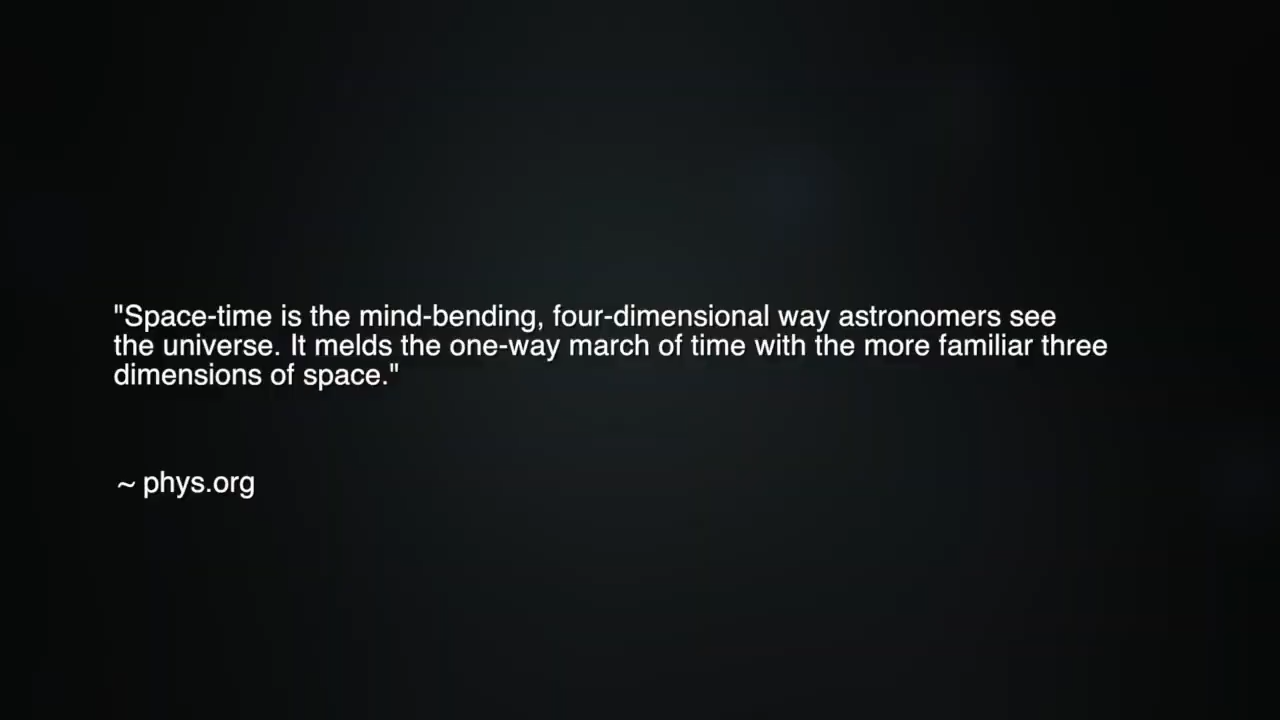 "Space-time is the mind-bending, four-dimensional way astronomers see
the universe. It melds the one-way march of time with the more familiar three
dimensions of space."
~ phys.org